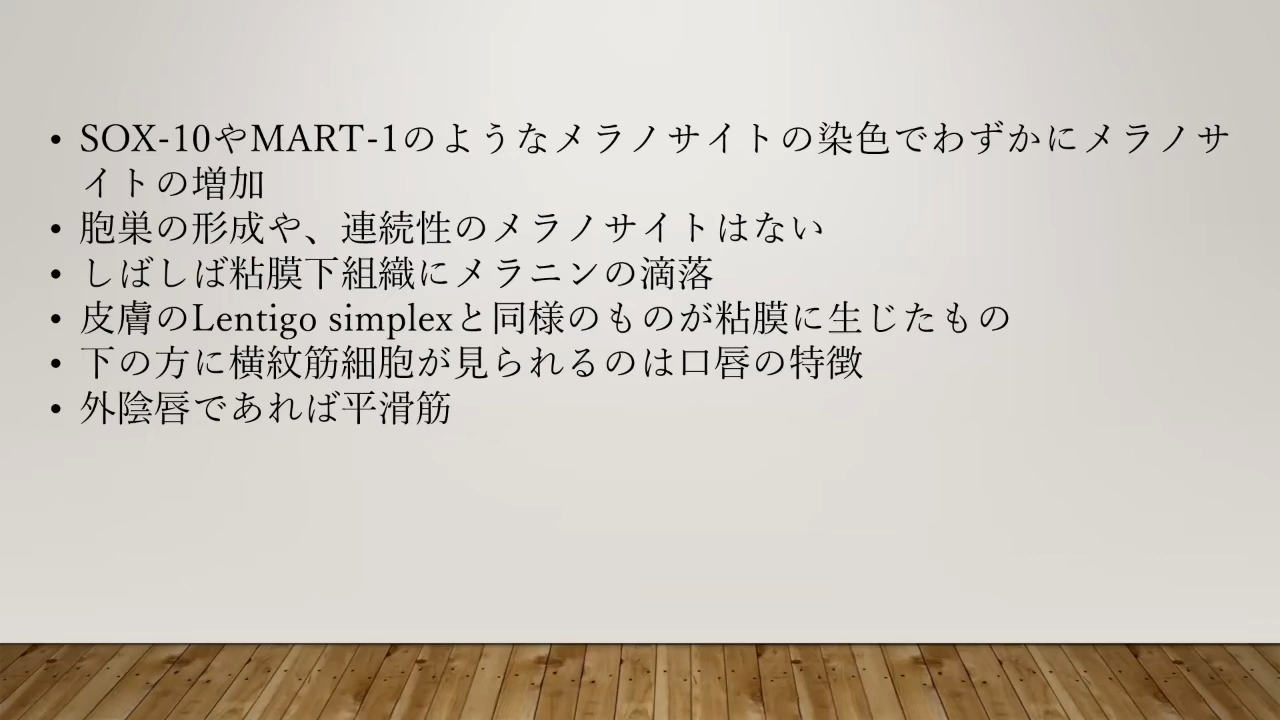 • SOX-10やMART-1のようなメラノサイトの染色でわずかにメラノサ
イトの増加
• 胞巣の形成や、連続性のメラノサイトはない
• しばしば粘膜下組織にメラニンの滴落
• 皮膚のLentigo simplexと同様のものが粘膜に生じたもの
• 下の方に横紋筋細胞が見られるのは口唇の特徴
• 外陰唇であれば平滑筋